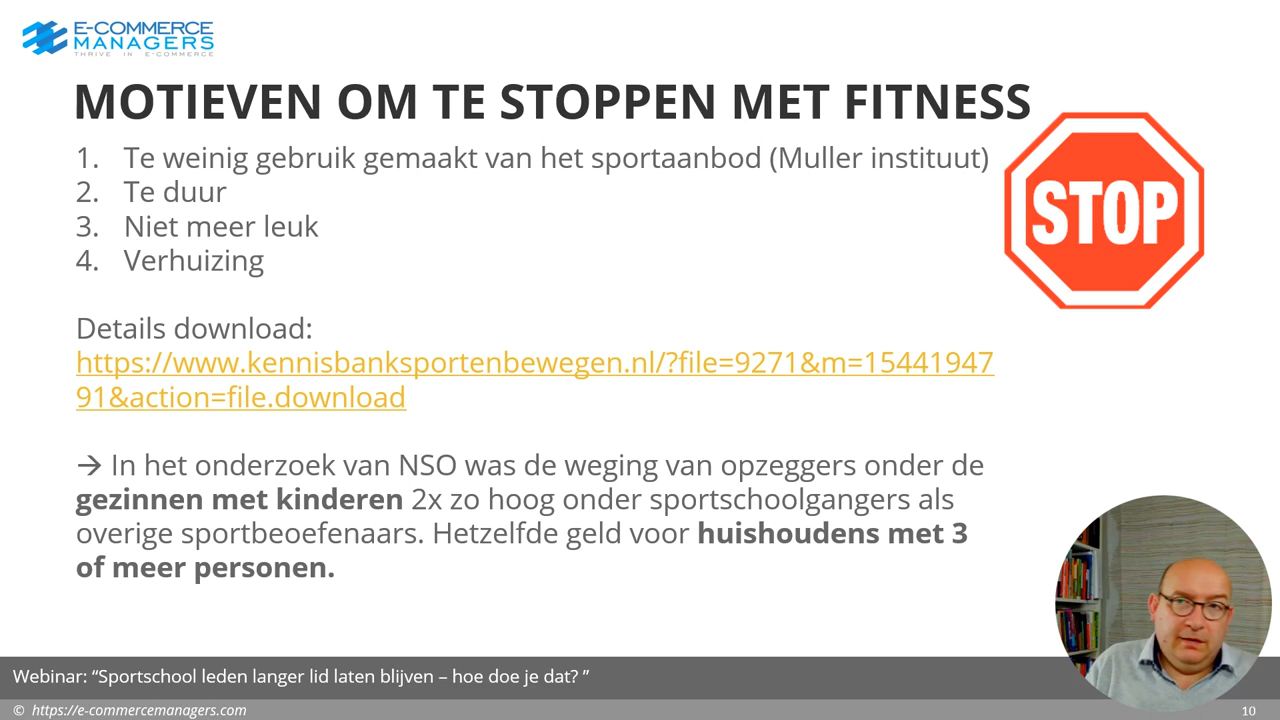 E-COMMERCE
MANAGERS
THRIVE IN E-COMMERCE
MOTIEVEN OM TE STOPPEN MET FITNESS
1. Te weinig gebruik gemaakt van het sportaanbod (Muller instituut)
2. Te duur
3. Niet meer leuk
4. Verhuizing
STOP
Details download:
https://www.kennisbanksportenbewegen.nl/?file=9271&m=15441947
91&action=file.download
→ In het onderzoek van NSO was de weging van opzeggers onder de
gezinnen met kinderen 2x zo hoog onder sportschoolgangers als
overige sportbeoefenaars. Hetzelfde geld voor huishoudens met 3
of meer personen.
Webinar: “Sportschool leden langer lid laten blijven – hoe doe je dat? ”
© https://e-commercemanagers.com
10